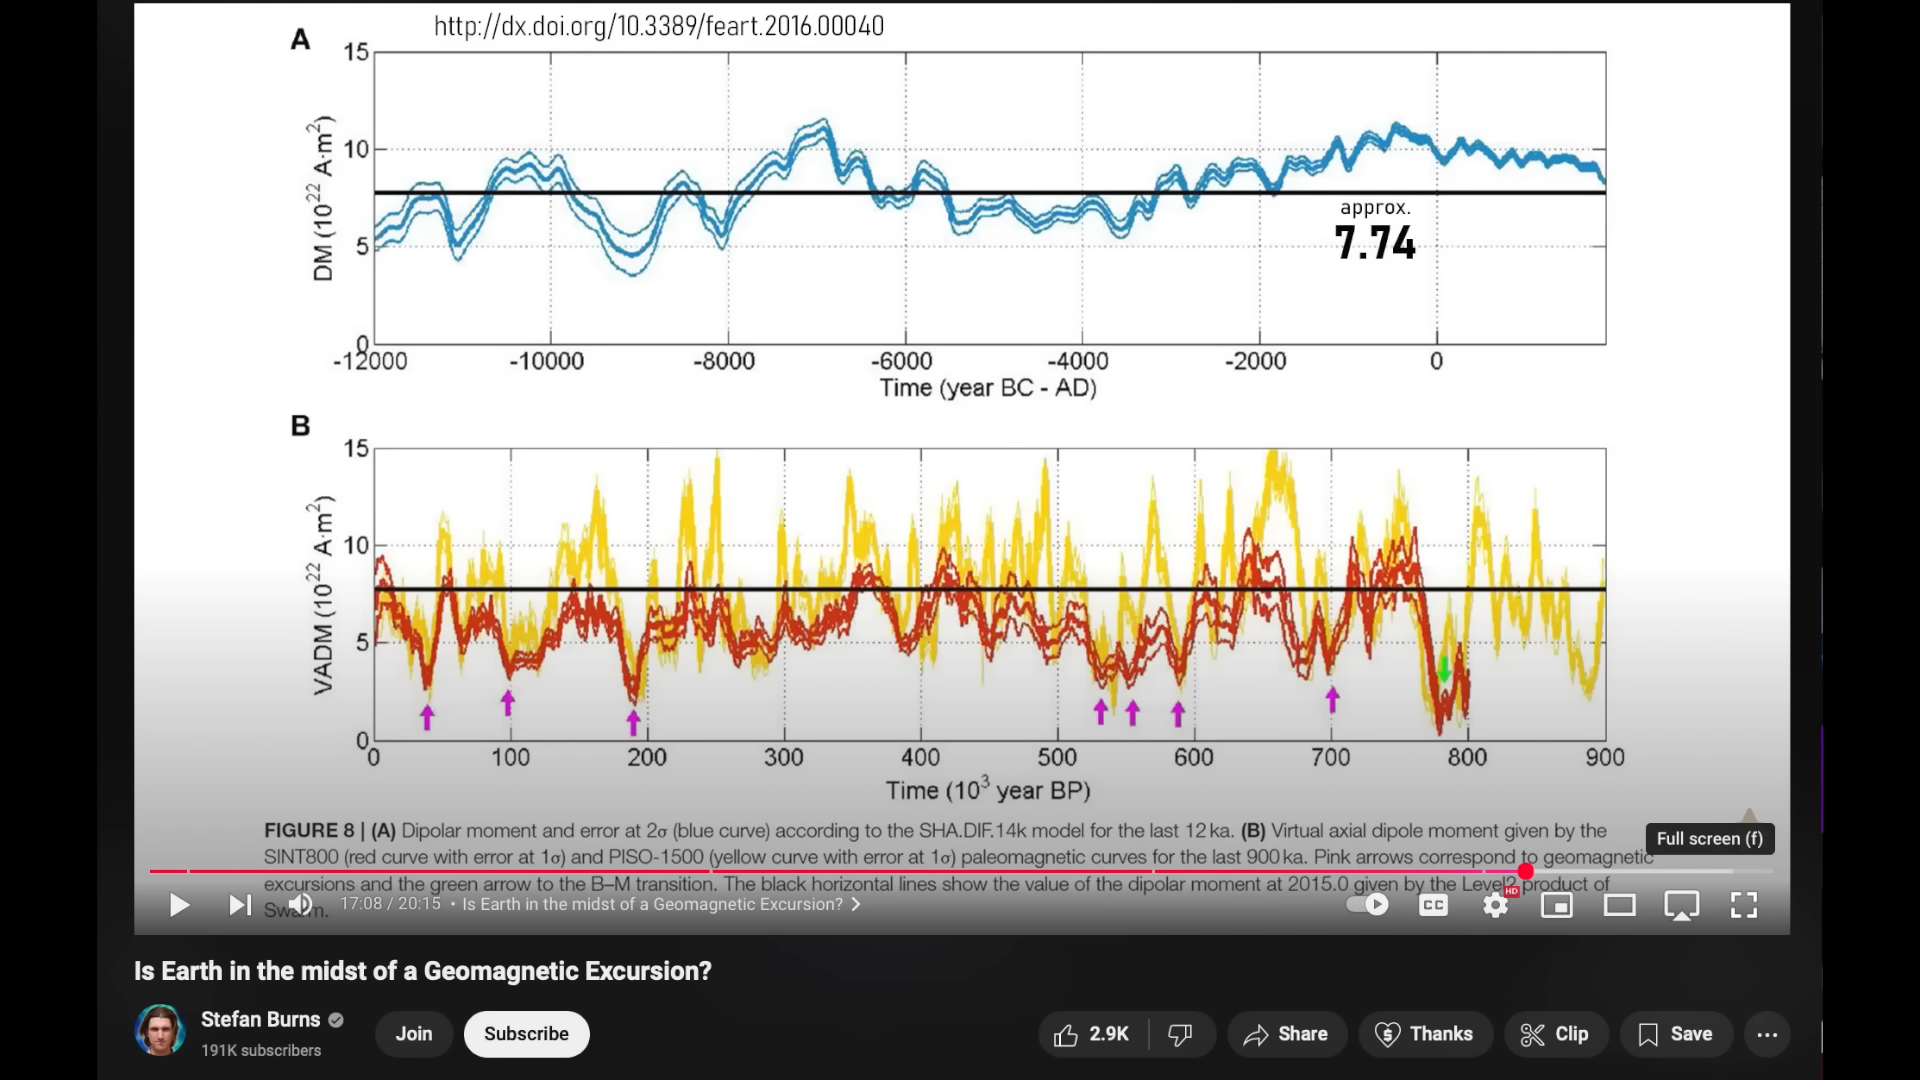 http://dx.doi.org/10.3389/feart.2016.00040
A
15
10
5
0
DM (10²² A·m²)
approx.
7.74
-12000 -10000 -8000 -6000 -4000 -2000 0
Time (year BC - AD)
B
15
10
5
0
VADM (10²² A·m²)
0 100 200 300 400 500 600 700 800 900
Time (10³ year BP)
FIGURE 8 | (A) Dipolar moment and error at 2σ (blue curve) according to the SHA.DIF.14k model for the last 12 ka. (B) Virtual axial dipole moment given by the
Full screen (f)
SINT800 (red curve with error at 1σ) and PISO-1500 (yellow curve with error at 1σ) paleomagnetic curves for the last 900 ka. Pink arrows correspond to geomagnetic
excursions and the green arrow to the B–M transition. The black horizontal lines show the value of the dipolar moment at 2015.0 given by the Level2 product of
Swarm.
17:08 / 20:15 • Is Earth in the midst of a Geomagnetic Excursion?
CC
HD
Is Earth in the midst of a Geomagnetic Excursion?
Stefan Burns
191K subscribers
Join
Subscribe
2.9K
Share
Thanks
Clip
Save